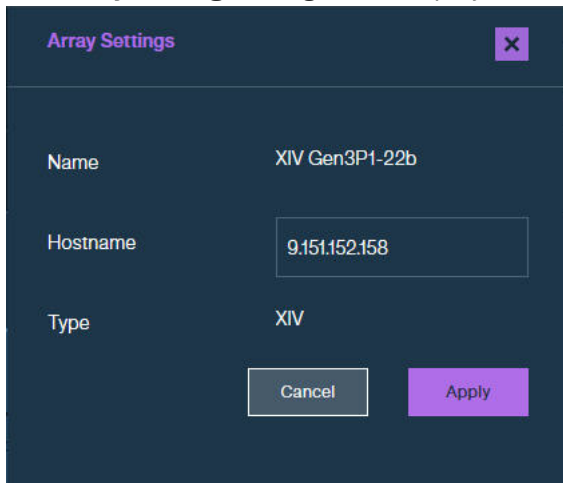 Array Settings
Name XIV Gen3P1-22b
Hostname 9.151.152.158
Type XIV
Cancel Apply